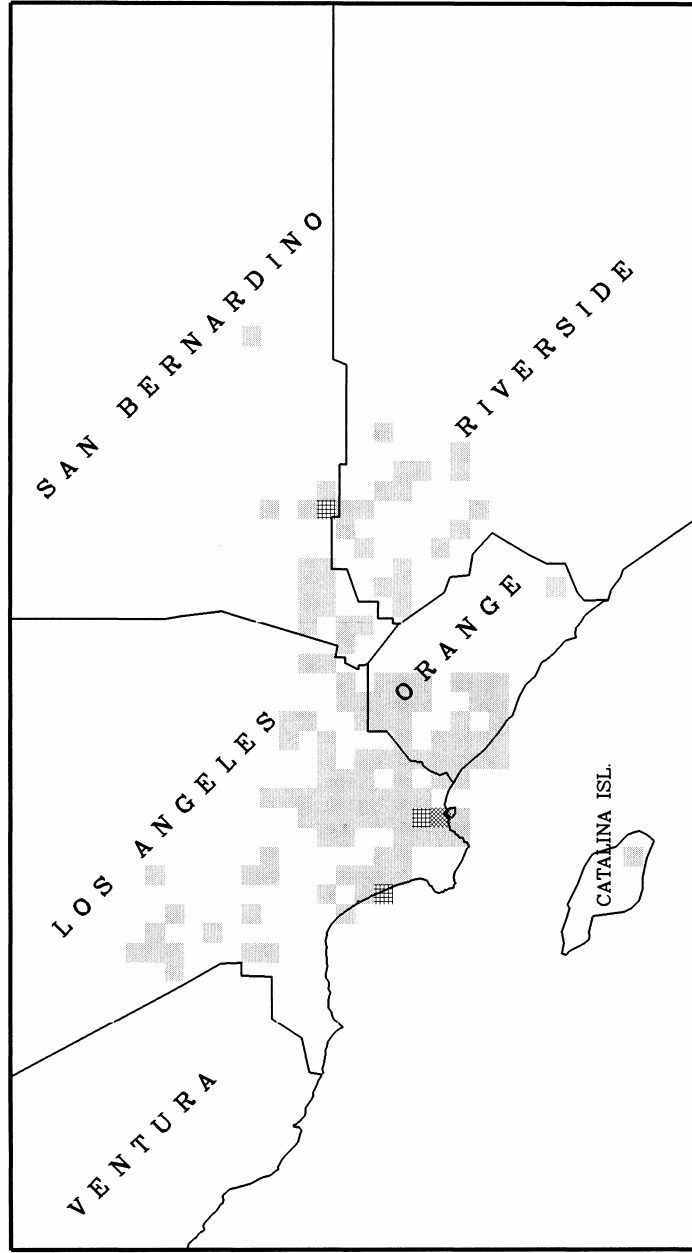 SAN BERNARDINO
RIVERSIDE
LOS ANGELES
ORANGE
VENTURA
CATALINA ISL.